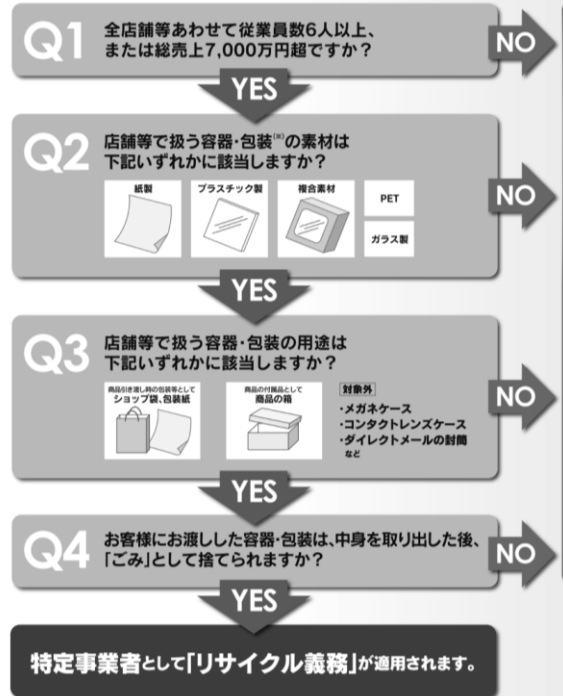 Q1
全店舗等あわせて従業員数6人以上、
または総売上7,000万円超ですか?
NO
YES
Q2
店舗等で扱う容器・包装(※)の素材は
下記いずれかに該当しますか?
紙製
プラスチック製
複合素材
PET
ガラス製
NO
YES
Q3
店舗等で扱う容器・包装の用途は
下記いずれかに該当しますか?
商品引き渡し時の包装等として
ショップ袋、包装紙
商品の付属品として
商品の箱
対象外
・メガネケース
・コンタクトレンズケース
・ダイレクトメールの封筒
など
NO
YES
Q4
お客様にお渡しした容器・包装は、中身を取り出した後、
「ごみ」として捨てられますか?
NO
YES
特定事業者として「リサイクル義務」が適用されます。